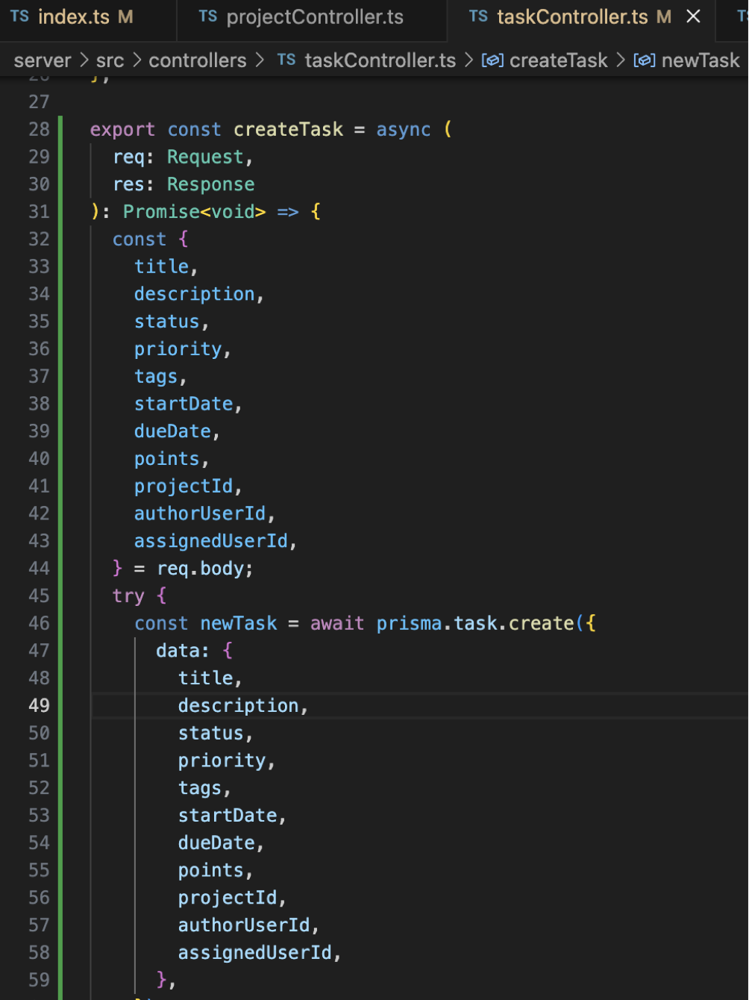 TS index.ts M TS projectController.ts TS taskController.ts M × TS
server > src > controllers > TS taskController.ts > createTask > newTask
26 };
27
28 export const createTask = async (
29 req: Request,
30 res: Response
31 ): Promise<void> => {
32 const {
33 title,
34 description,
35 status,
36 priority,
37 tags,
38 startDate,
39 dueDate,
40 points,
41 projectId,
42 authorUserId,
43 assignedUserId,
44 } = req.body;
45 try {
46 const newTask = await prisma.task.create({
47 data: {
48 title,
49 description,
50 status,
51 priority,
52 tags,
53 startDate,
54 dueDate,
55 points,
56 projectId,
57 authorUserId,
58 assignedUserId,
59 },